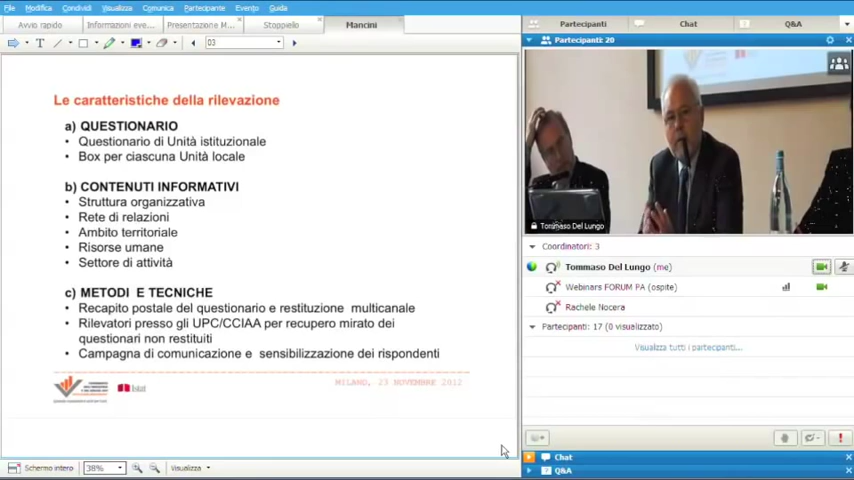 File Modifica Condividi Visualizza Comunica Partecipante Evento Guida
Avvio rapido Informazioni eve... Presentazione M... Stoppiello Mancini
T 03
Le caratteristiche della rilevazione
a) QUESTIONARIO
• Questionario di Unità istituzionale
• Box per ciascuna Unità locale
b) CONTENUTI INFORMATIVI
• Struttura organizzativa
• Rete di relazioni
• Ambito territoriale
• Risorse umane
• Settore di attività
c) METODI E TECNICHE
• Recapito postale del questionario e restituzione multicanale
• Rilevatori presso gli UPC/CCIAA per recupero mirato dei
questionari non restituiti
• Campagna di comunicazione e sensibilizzazione dei rispondenti
Istat
MILANO, 23 NOVEMBRE 2012
Schermo intero 38% Visualizza
Partecipanti Chat Q&A
Partecipanti: 20
Tommaso Del Lungo
Coordinatori: 3
Tommaso Del Lungo (me)
Webinars FORUM PA (ospite)
Rachele Nocera
Partecipanti: 17 (0 visualizzato)
Visualizza tutti i partecipanti...
Chat
Q&A